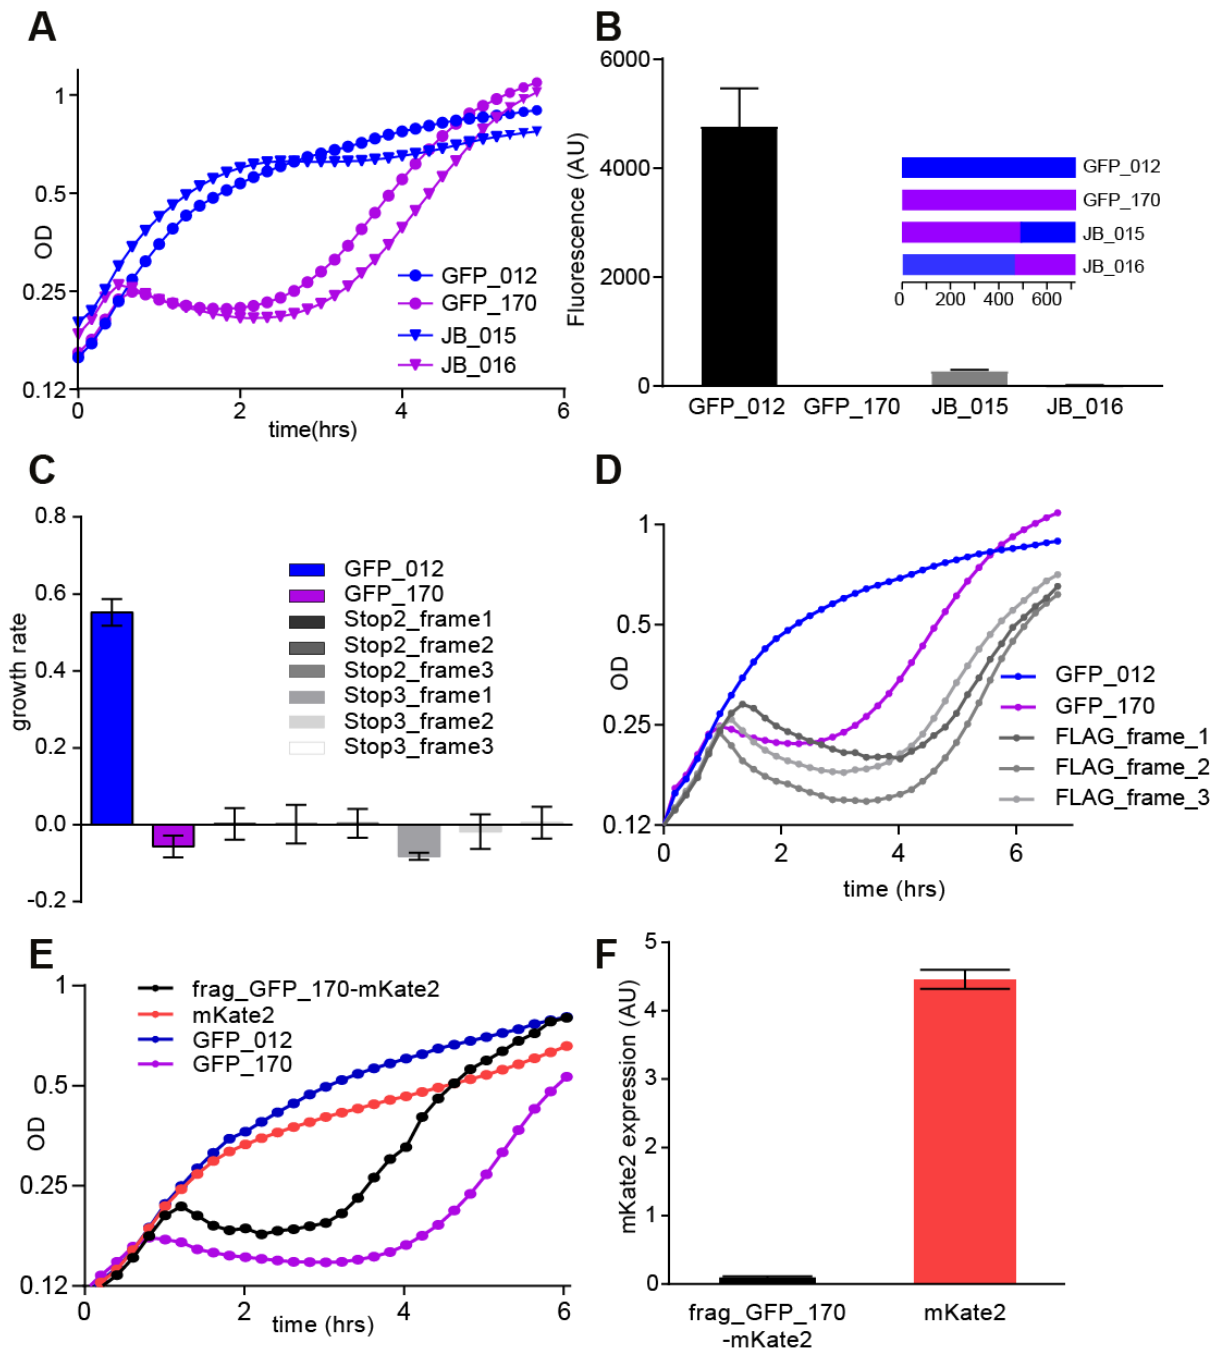 A
1
0.5
0.25
0.12
OD
0
2
4
6
time(hrs)
GFP_012
GFP_170
JB_015
JB_016
B
6000
4000
2000
0
Fluorescence (AU)
GFP_012
GFP_170
JB_015
JB_016
0
200
400
600
GFP_012
GFP_170
JB_015
JB_016
C
0.8
0.6
0.4
0.2
0.0
-0.2
growth rate
GFP_012
GFP_170
Stop2_frame1
Stop2_frame2
Stop2_frame3
Stop3_frame1
Stop3_frame2
Stop3_frame3
D
1
0.5
0.25
0.12
OD
0
2
4
6
time (hrs)
GFP_012
GFP_170
FLAG_frame_1
FLAG_frame_2
FLAG_frame_3
E
1
0.5
0.25
0.12
OD
frag_GFP_170-mKate2
mKate2
GFP_012
GFP_170
0
2
4
6
time (hrs)
F
5
4
3
2
1
0
mKate2 expression (AU)
frag_GFP_170
-mKate2
mKate2